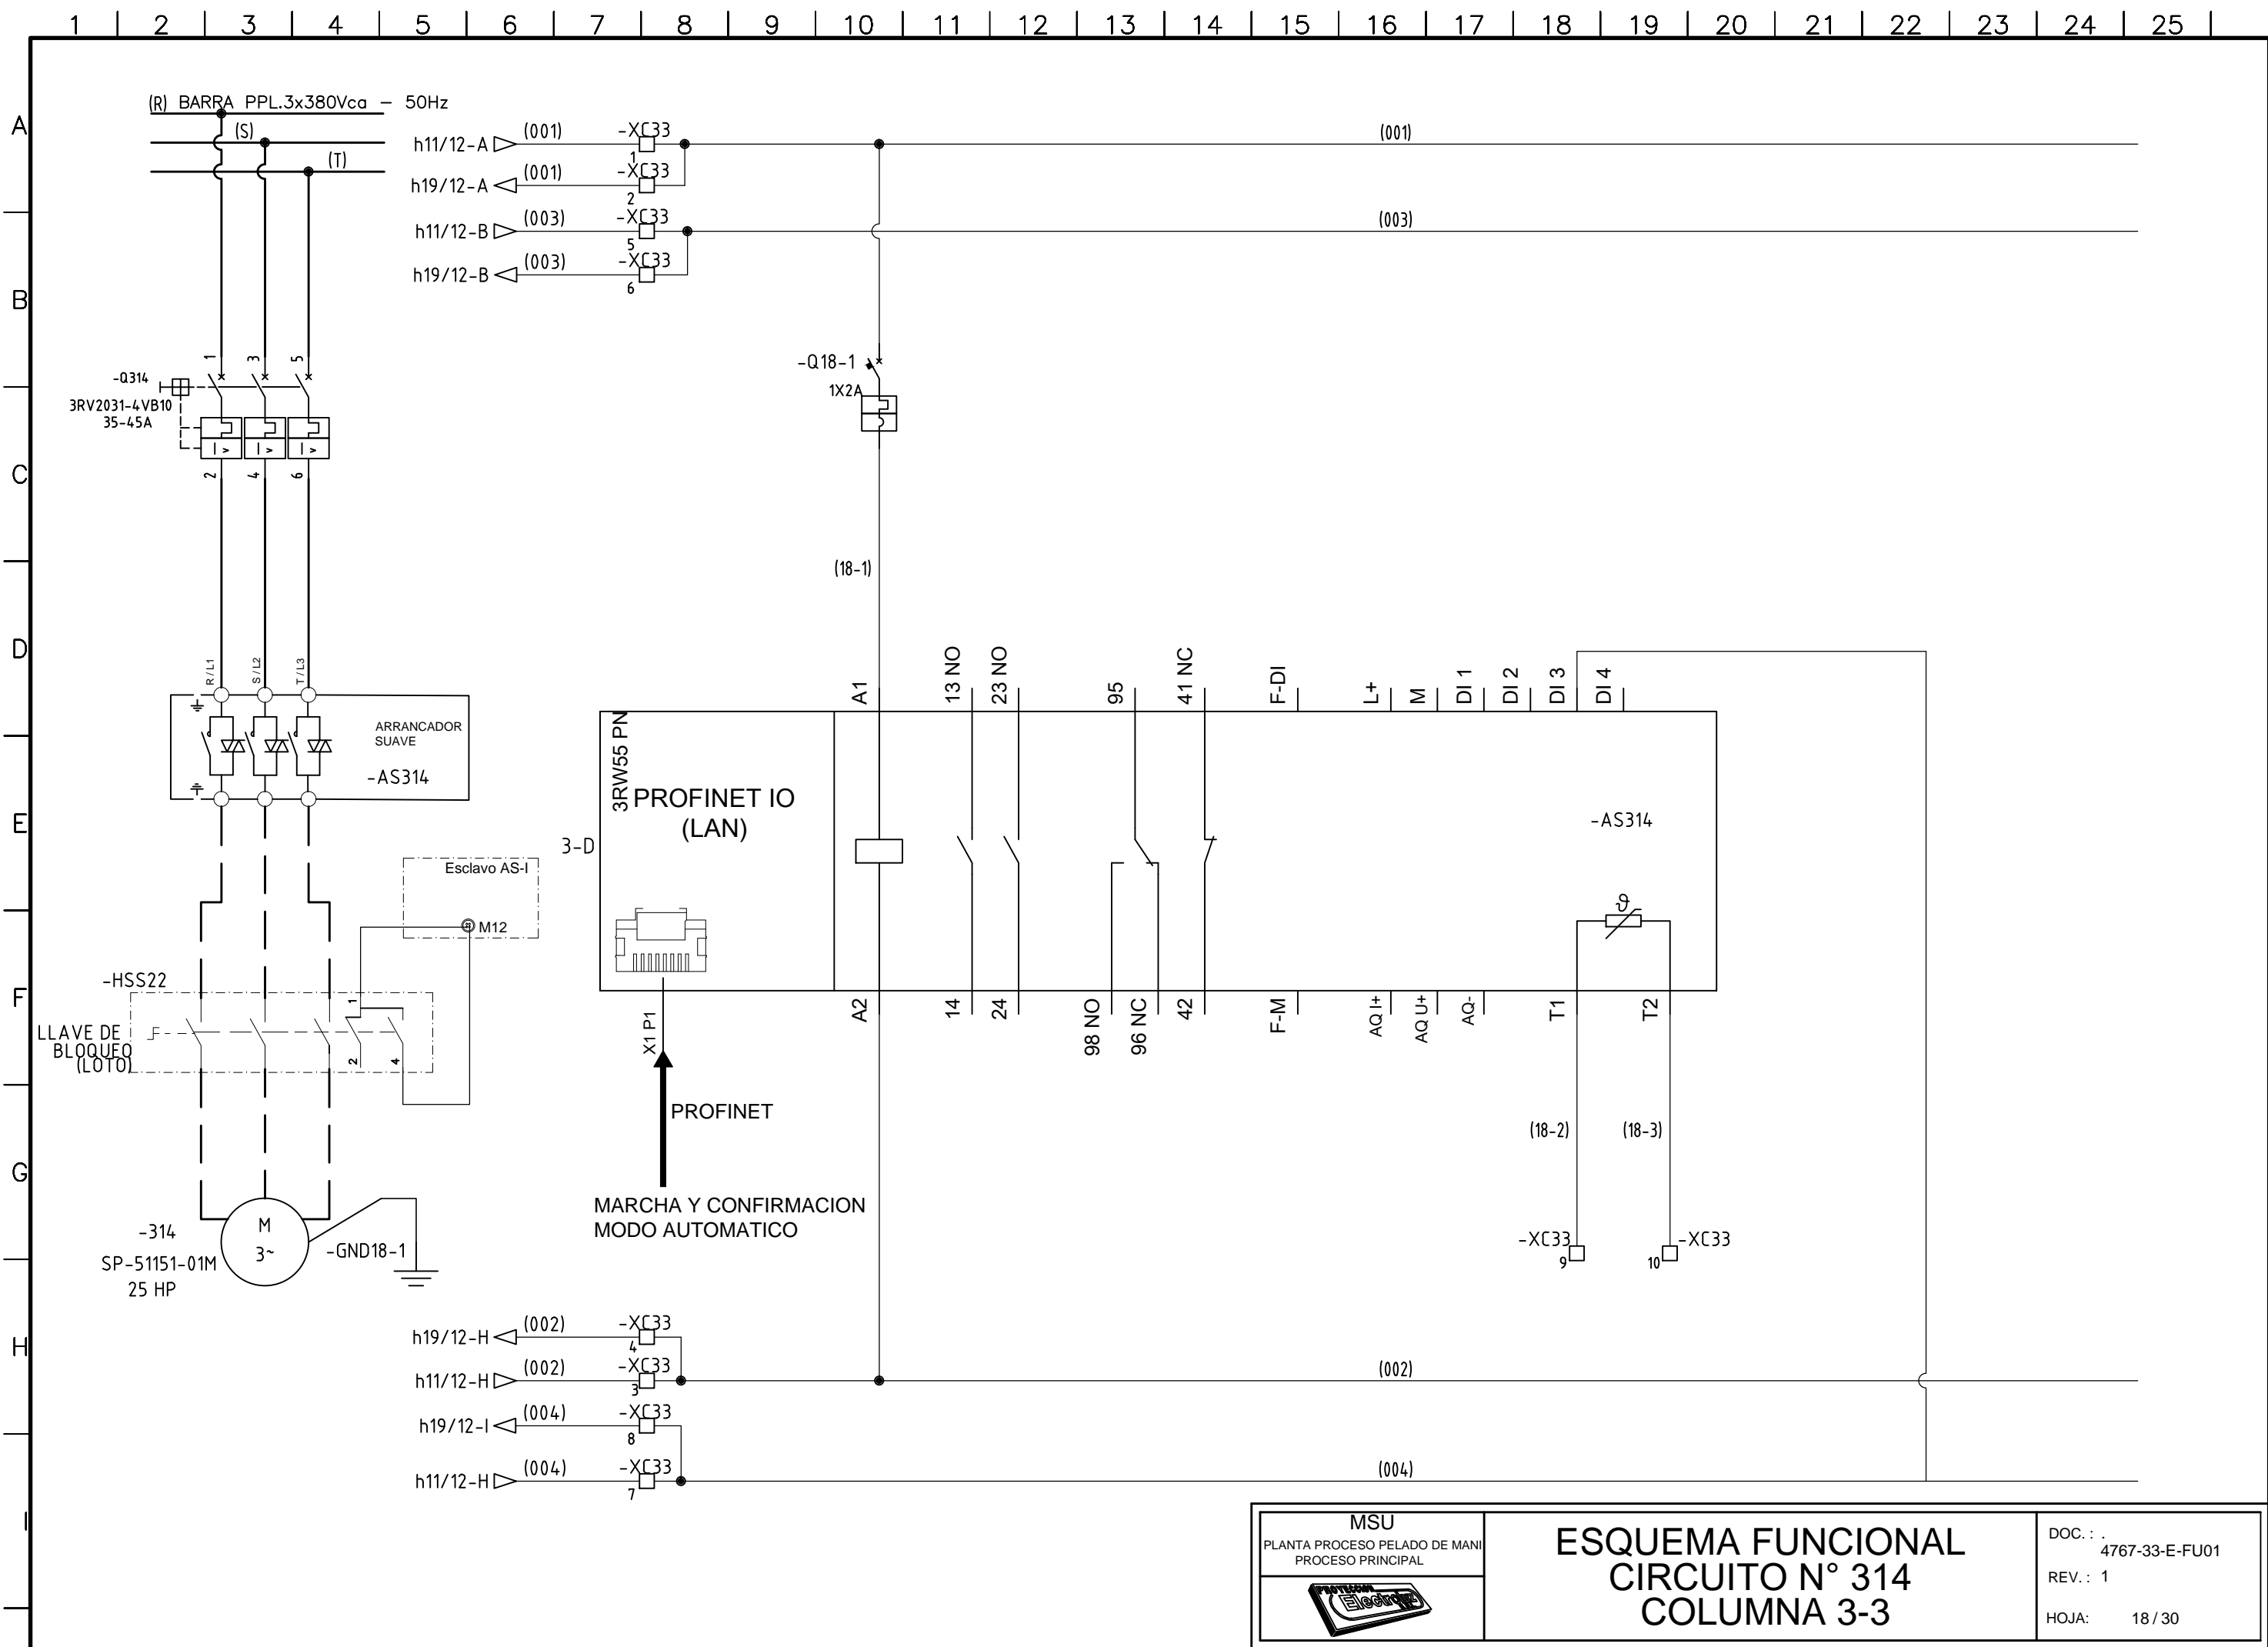 1 2 3 4 5 6 7 8 9 10 11 12 13 14 15 16 17 18 19 20 21 22 23 24 25
A
B
C
D
E
F
G
H
I
(R) BARRA PPL.3x380Vca - 50Hz
(S)
(T)
h11/12-A (001) -XC33 1 (001)
h19/12-A (001) -XC33 2
h11/12-B (003) -XC33 5 (003)
h19/12-B (003) -XC33 6
1 3 5
-Q314
3RV2031-4VB10
35-45A
I > I > I >
2 4 6
-Q18-1
1X2A
(18-1)
R/L1 S/L2 T/L3
ARRANCADOR
SUAVE
-AS314
A1 13 NO 23 NO 95 41 NC F-DI L+ M DI 1 DI 2 DI 3 DI 4
3RW55 PN
PROFINET IO
(LAN)
3-D
-AS314
ϑ
A2 14 24 98 NO 96 NC 42 F-M AQ I+ AQ U+ AQ- T1 T2
Esclavo AS-I
M12
-HSS22
LLAVE DE
BLOQUEO
(LOTO)
1
2 4
X1 P1
PROFINET
MARCHA Y CONFIRMACION
MODO AUTOMATICO
(18-2) (18-3)
-XC33 9
-XC33 10
-314
SP-51151-01M
25 HP
M
3~
-GND18-1
h19/12-H (002) -XC33 4
h11/12-H (002) -XC33 3 (002)
h19/12-I (004) -XC33 8
h11/12-H (004) -XC33 7 (004)
MSU
PLANTA PROCESO PELADO DE MANI
PROCESO PRINCIPAL
PROYECCION
Electroluz
ESQUEMA FUNCIONAL
CIRCUITO N° 314
COLUMNA 3-3
DOC. : .
4767-33-E-FU01
REV. : 1
HOJA: 18/30